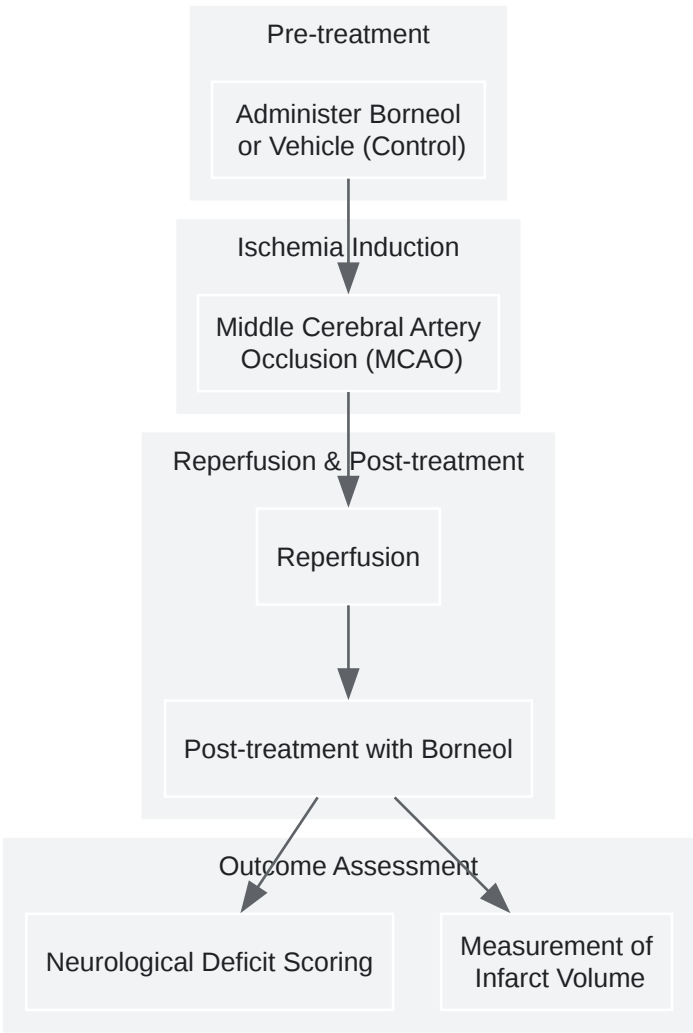 Pre-treatment
Administer Borneol
or Vehicle (Control)
Ischemia Induction
Middle Cerebral Artery
Occlusion (MCAO)
Reperfusion & Post-treatment
Reperfusion
Post-treatment with Borneol
Outcome Assessment
Neurological Deficit Scoring
Measurement of
Infarct Volume